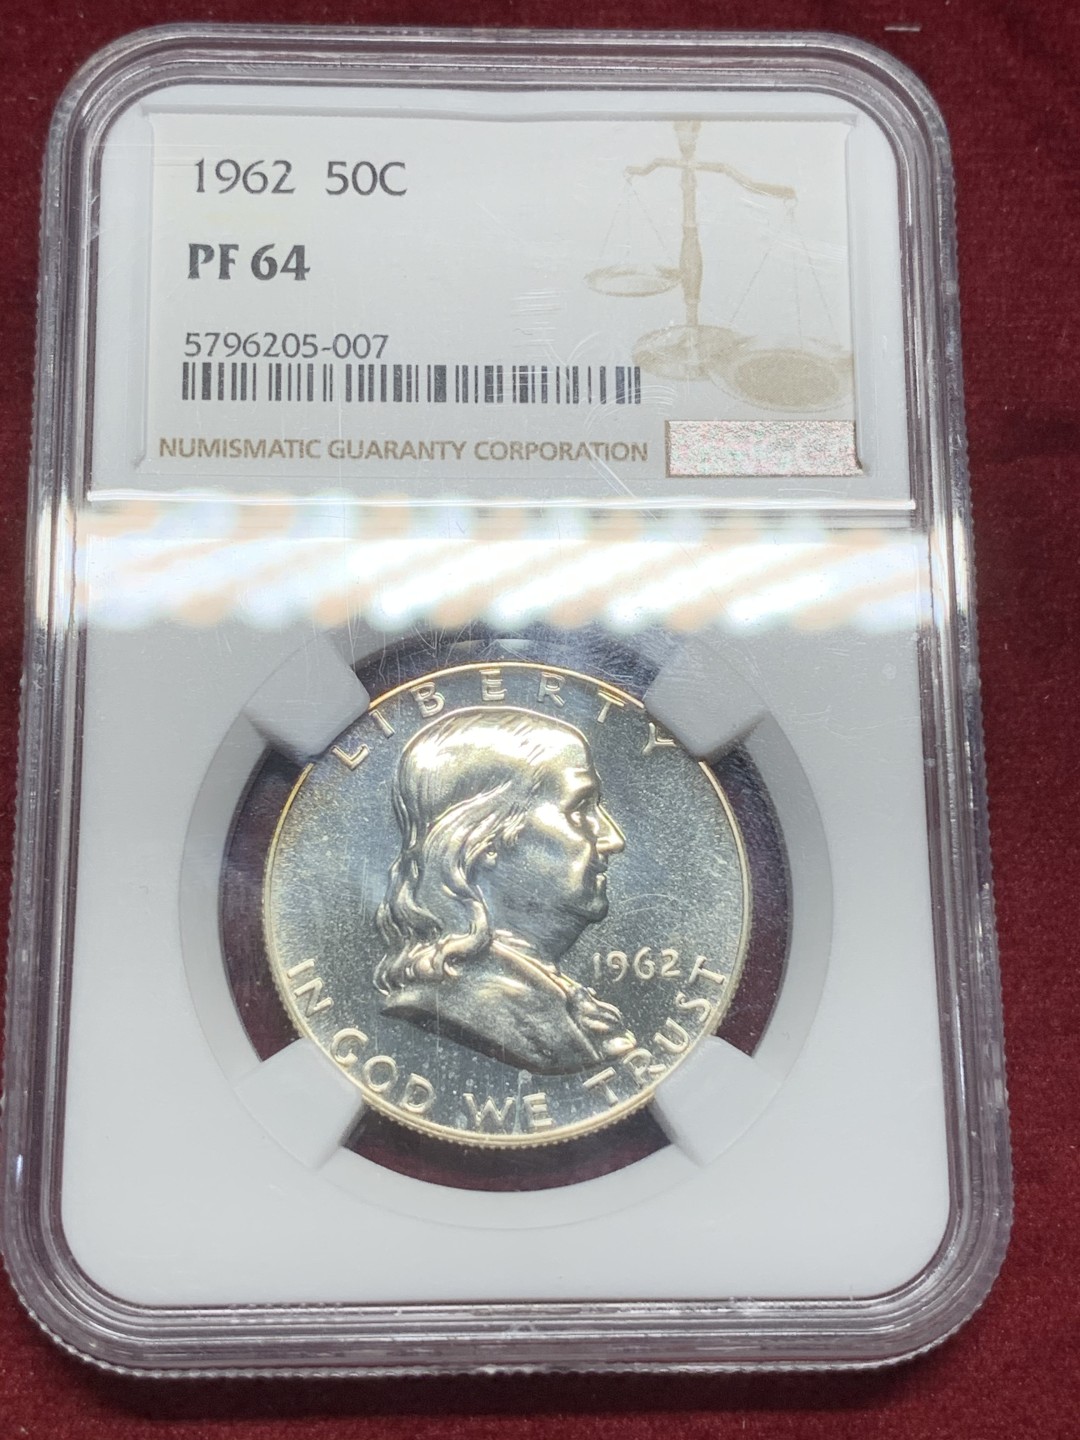 1962 50C
PF 64
5796205-007
NUMISMATIC GUARANTY CORPORATION
LIBERTY
1962
IN GOD WE TRUST